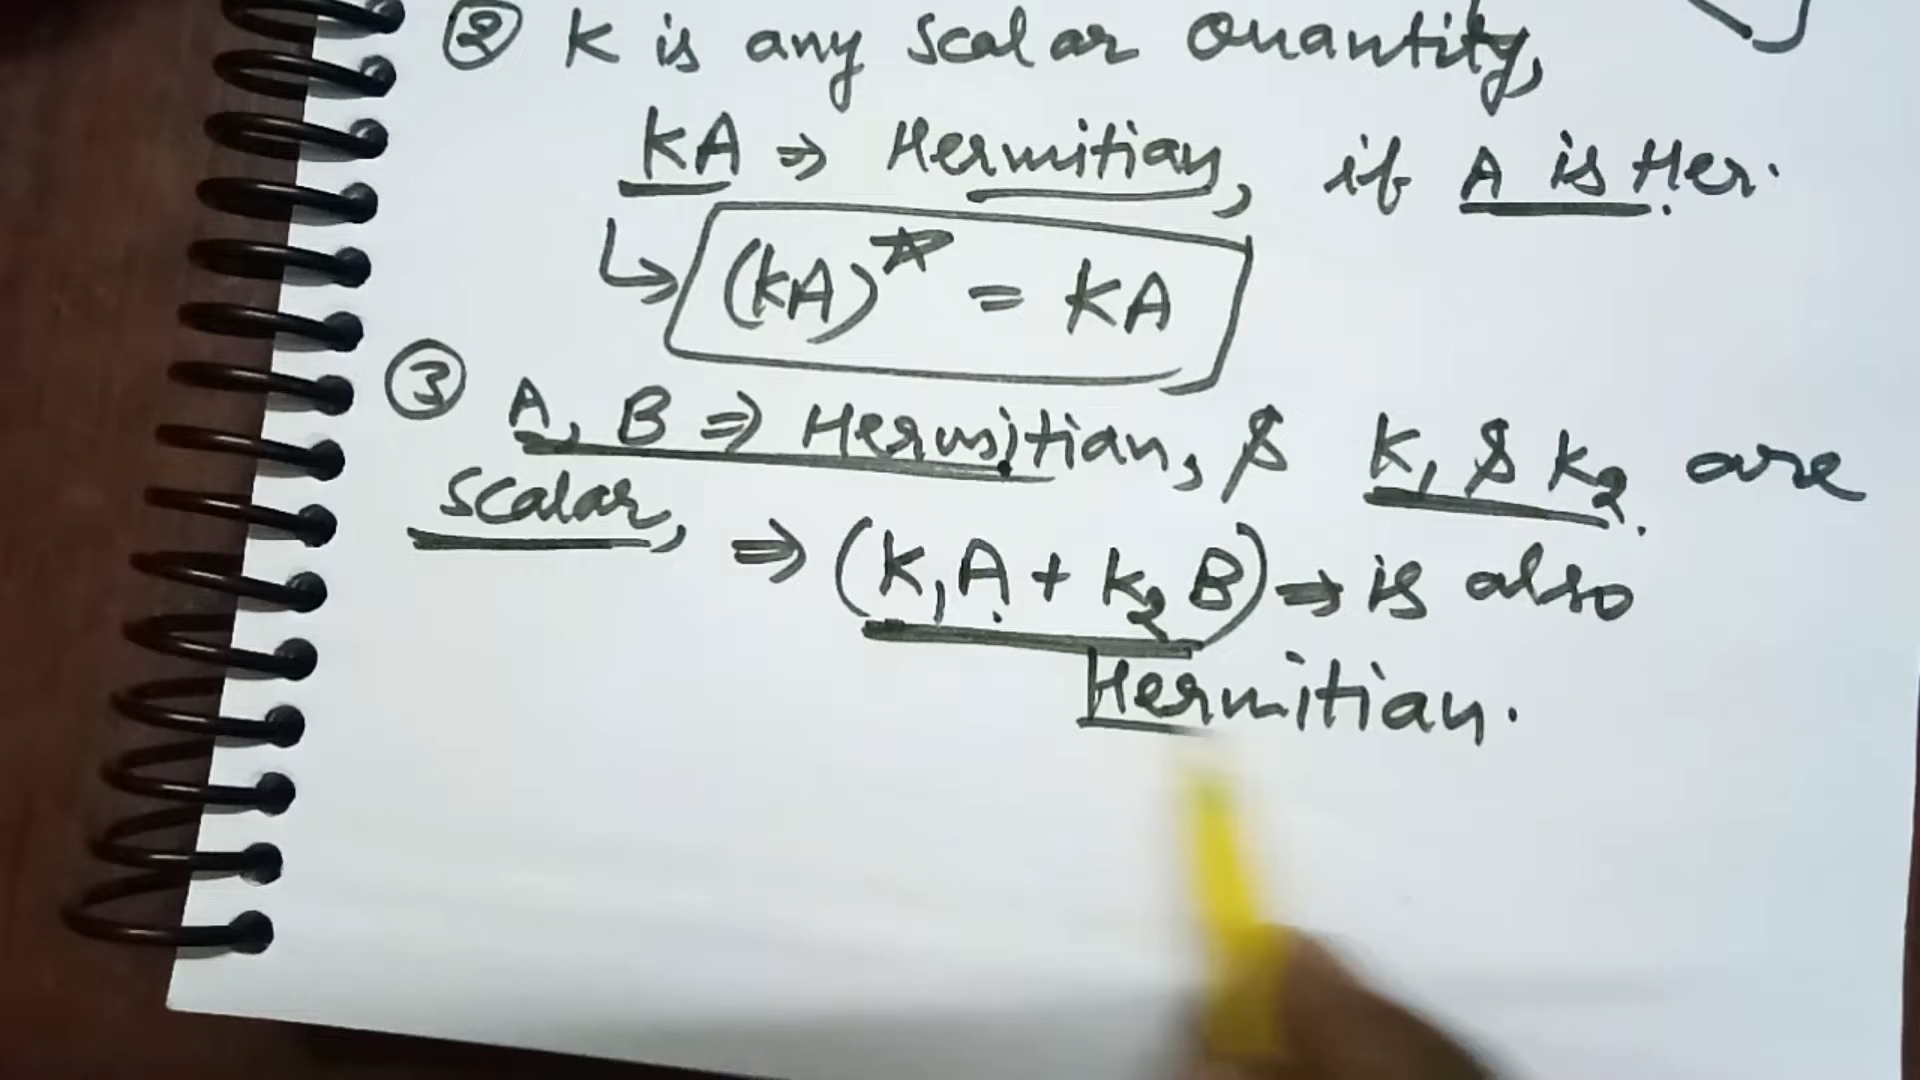 ② K is any scalar Quantity,
KA ⇒ Hermitian, if A is Her.
↳ (KA)* = KA
③ A, B ⇒ Hermitian, & K₁ & K₂ are
scalar, ⇒ (K₁A + K₂B) → is also
Hermitian.